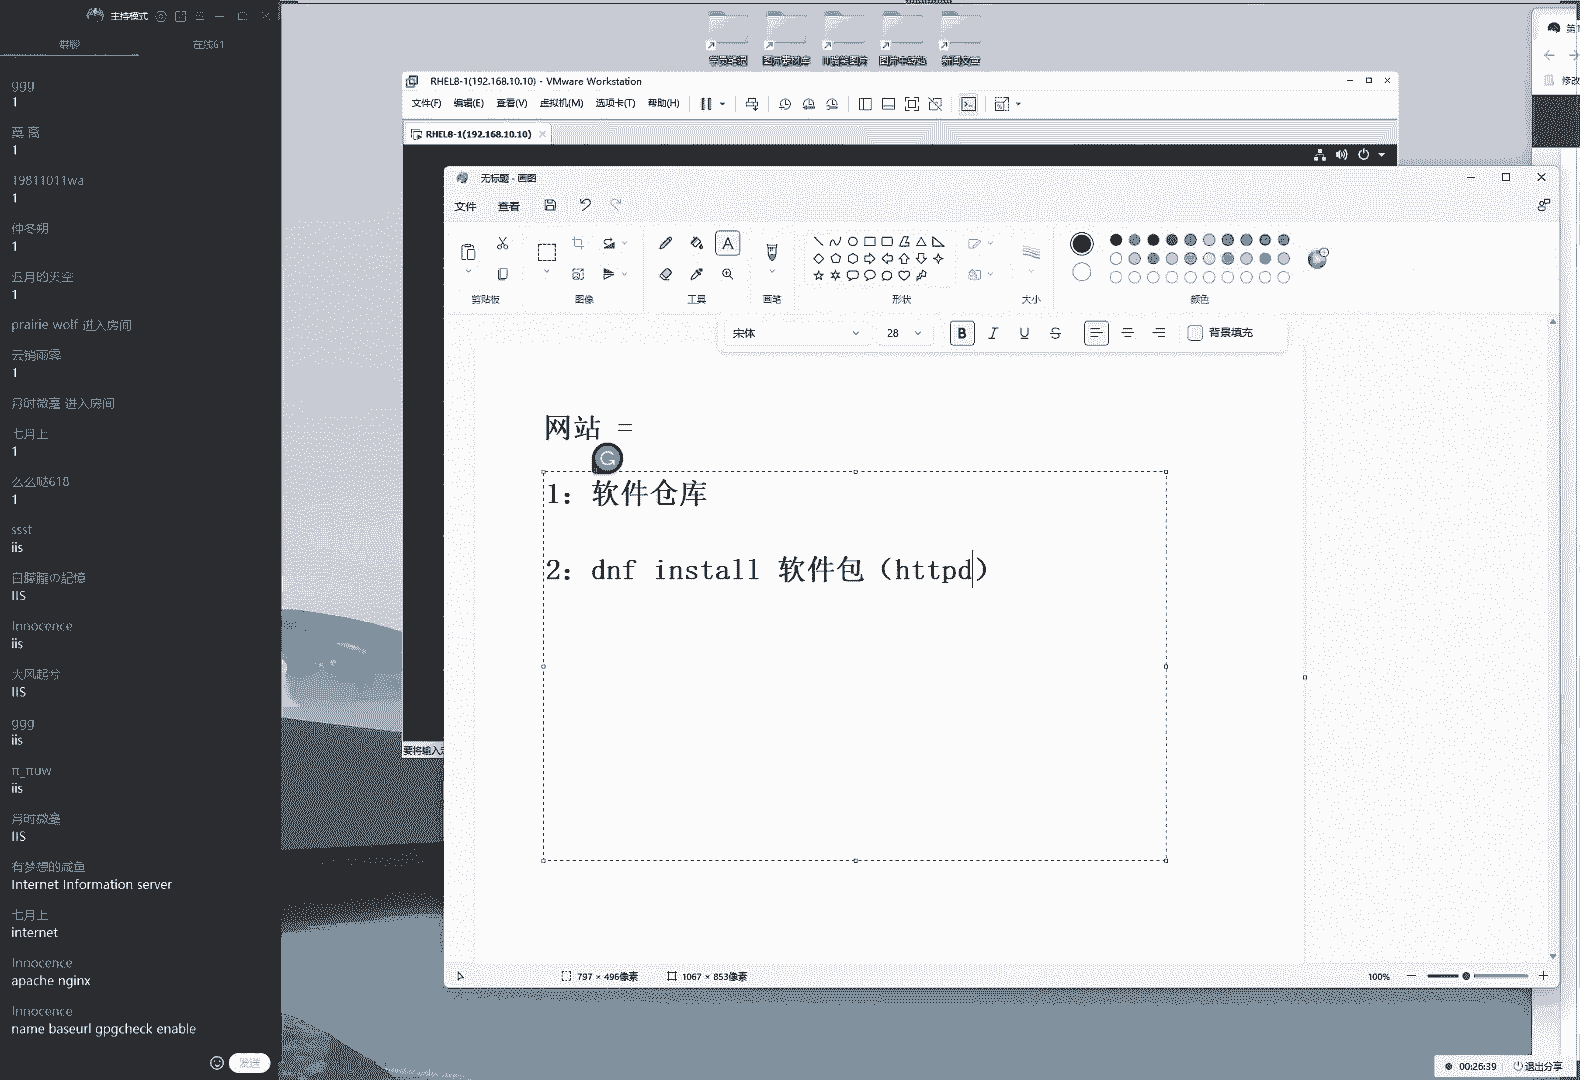 主持模式
群聊
在线61
ggg
1
莫 离
1
19811011wa
1
仲冬朔
1
五月的天空
1
prairie wolf 进入房间
云销雨霁
1
月时微瀛 进入房间
七月上
1
么么哒618
1
ssst
iis
白朦朧の記憶
IIS
Innocence
iis
大风起兮
IIS
ggg
iis
π_πuw
iis
IIS
有梦想的咸鱼
Internet Information server
七月上
internet
Innocence
apache nginx
Innocence
name baseurl gpgcheck enable
发送
RHEL8-1(192.168.10.10) - VMware Workstation
文件(F) 编辑(E) 查看(V) 虚拟机(M) 选项卡(T) 帮助(H)
RHEL8-1(192.168.10.10)
无标题 - 画图
文件 查看
剪贴板 图像 工具 画笔 形状 大小 颜色
宋体 28 B I U S 背景填充
网站 =
1：软件仓库
2：dnf install 软件包（httpd）
要将输入
797 × 496像素 1067 × 853像素 100%
修改
00:26:39 退出分享